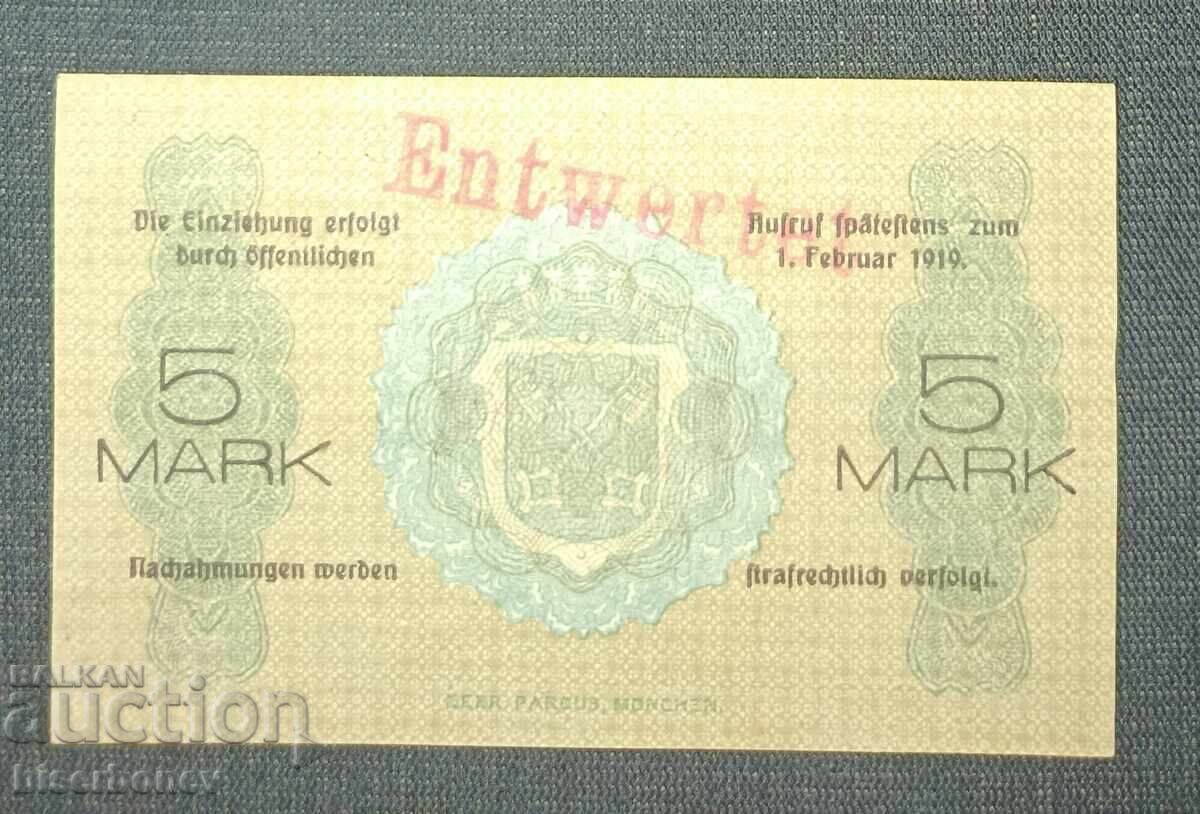 Entwertet
Die Einziehung erfolgt
durch öffentlichen
Aufruf spätestens zum
1. Februar 1919.
5
MARK
5
MARK
Nachahmungen werden
strafrechtlich verfolgt.
GEBR. PARCUS, MÜNCHEN.
BALKAN
auction
biserbonev